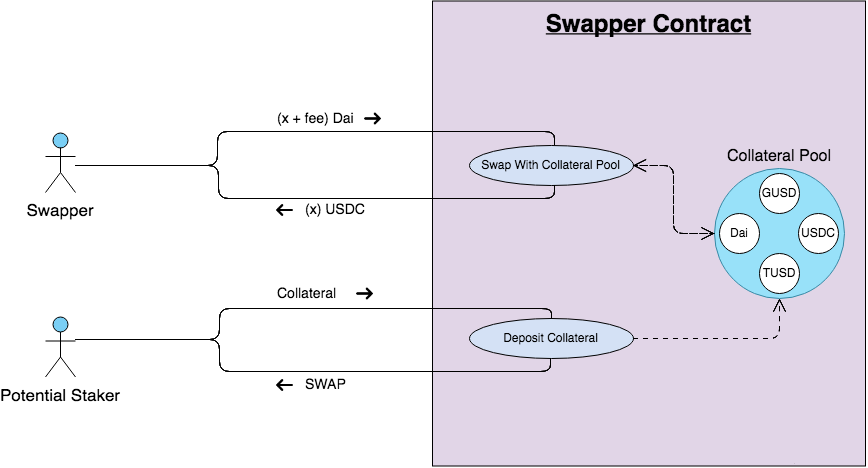 Swapper Contract
(x + fee) Dai →
Swap With Collateral Pool
Collateral Pool
GUSD
Dai
USDC
TUSD
Swapper
← (x) USDC
Collateral →
Deposit Collateral
Potential Staker
← SWAP